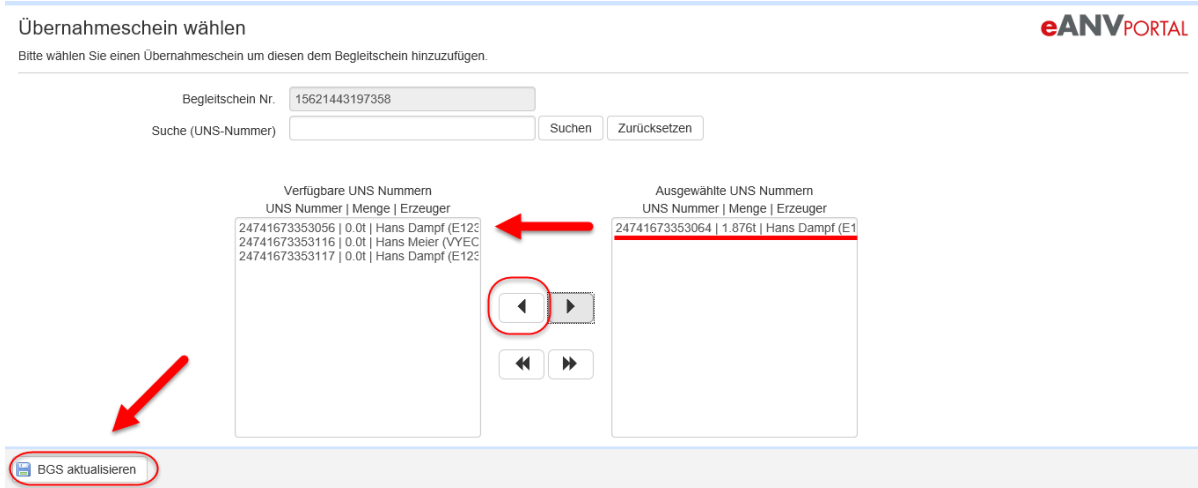 Übernahmeschein wählen
eANVPORTAL
Bitte wählen Sie einen Übernahmeschein um diesen dem Begleitschein hinzuzufügen.
Begleitschein Nr. 15621443197358
Suche (UNS-Nummer) Suchen Zurücksetzen
Verfügbare UNS Nummern
UNS Nummer | Menge | Erzeuger
24741673353056 | 0.0t | Hans Dampf (E123
24741673353116 | 0.0t | Hans Meier (VYEC
24741673353117 | 0.0t | Hans Dampf (E123
Ausgewählte UNS Nummern
UNS Nummer | Menge | Erzeuger
24741673353064 | 1.876t | Hans Dampf (E1
BGS aktualisieren